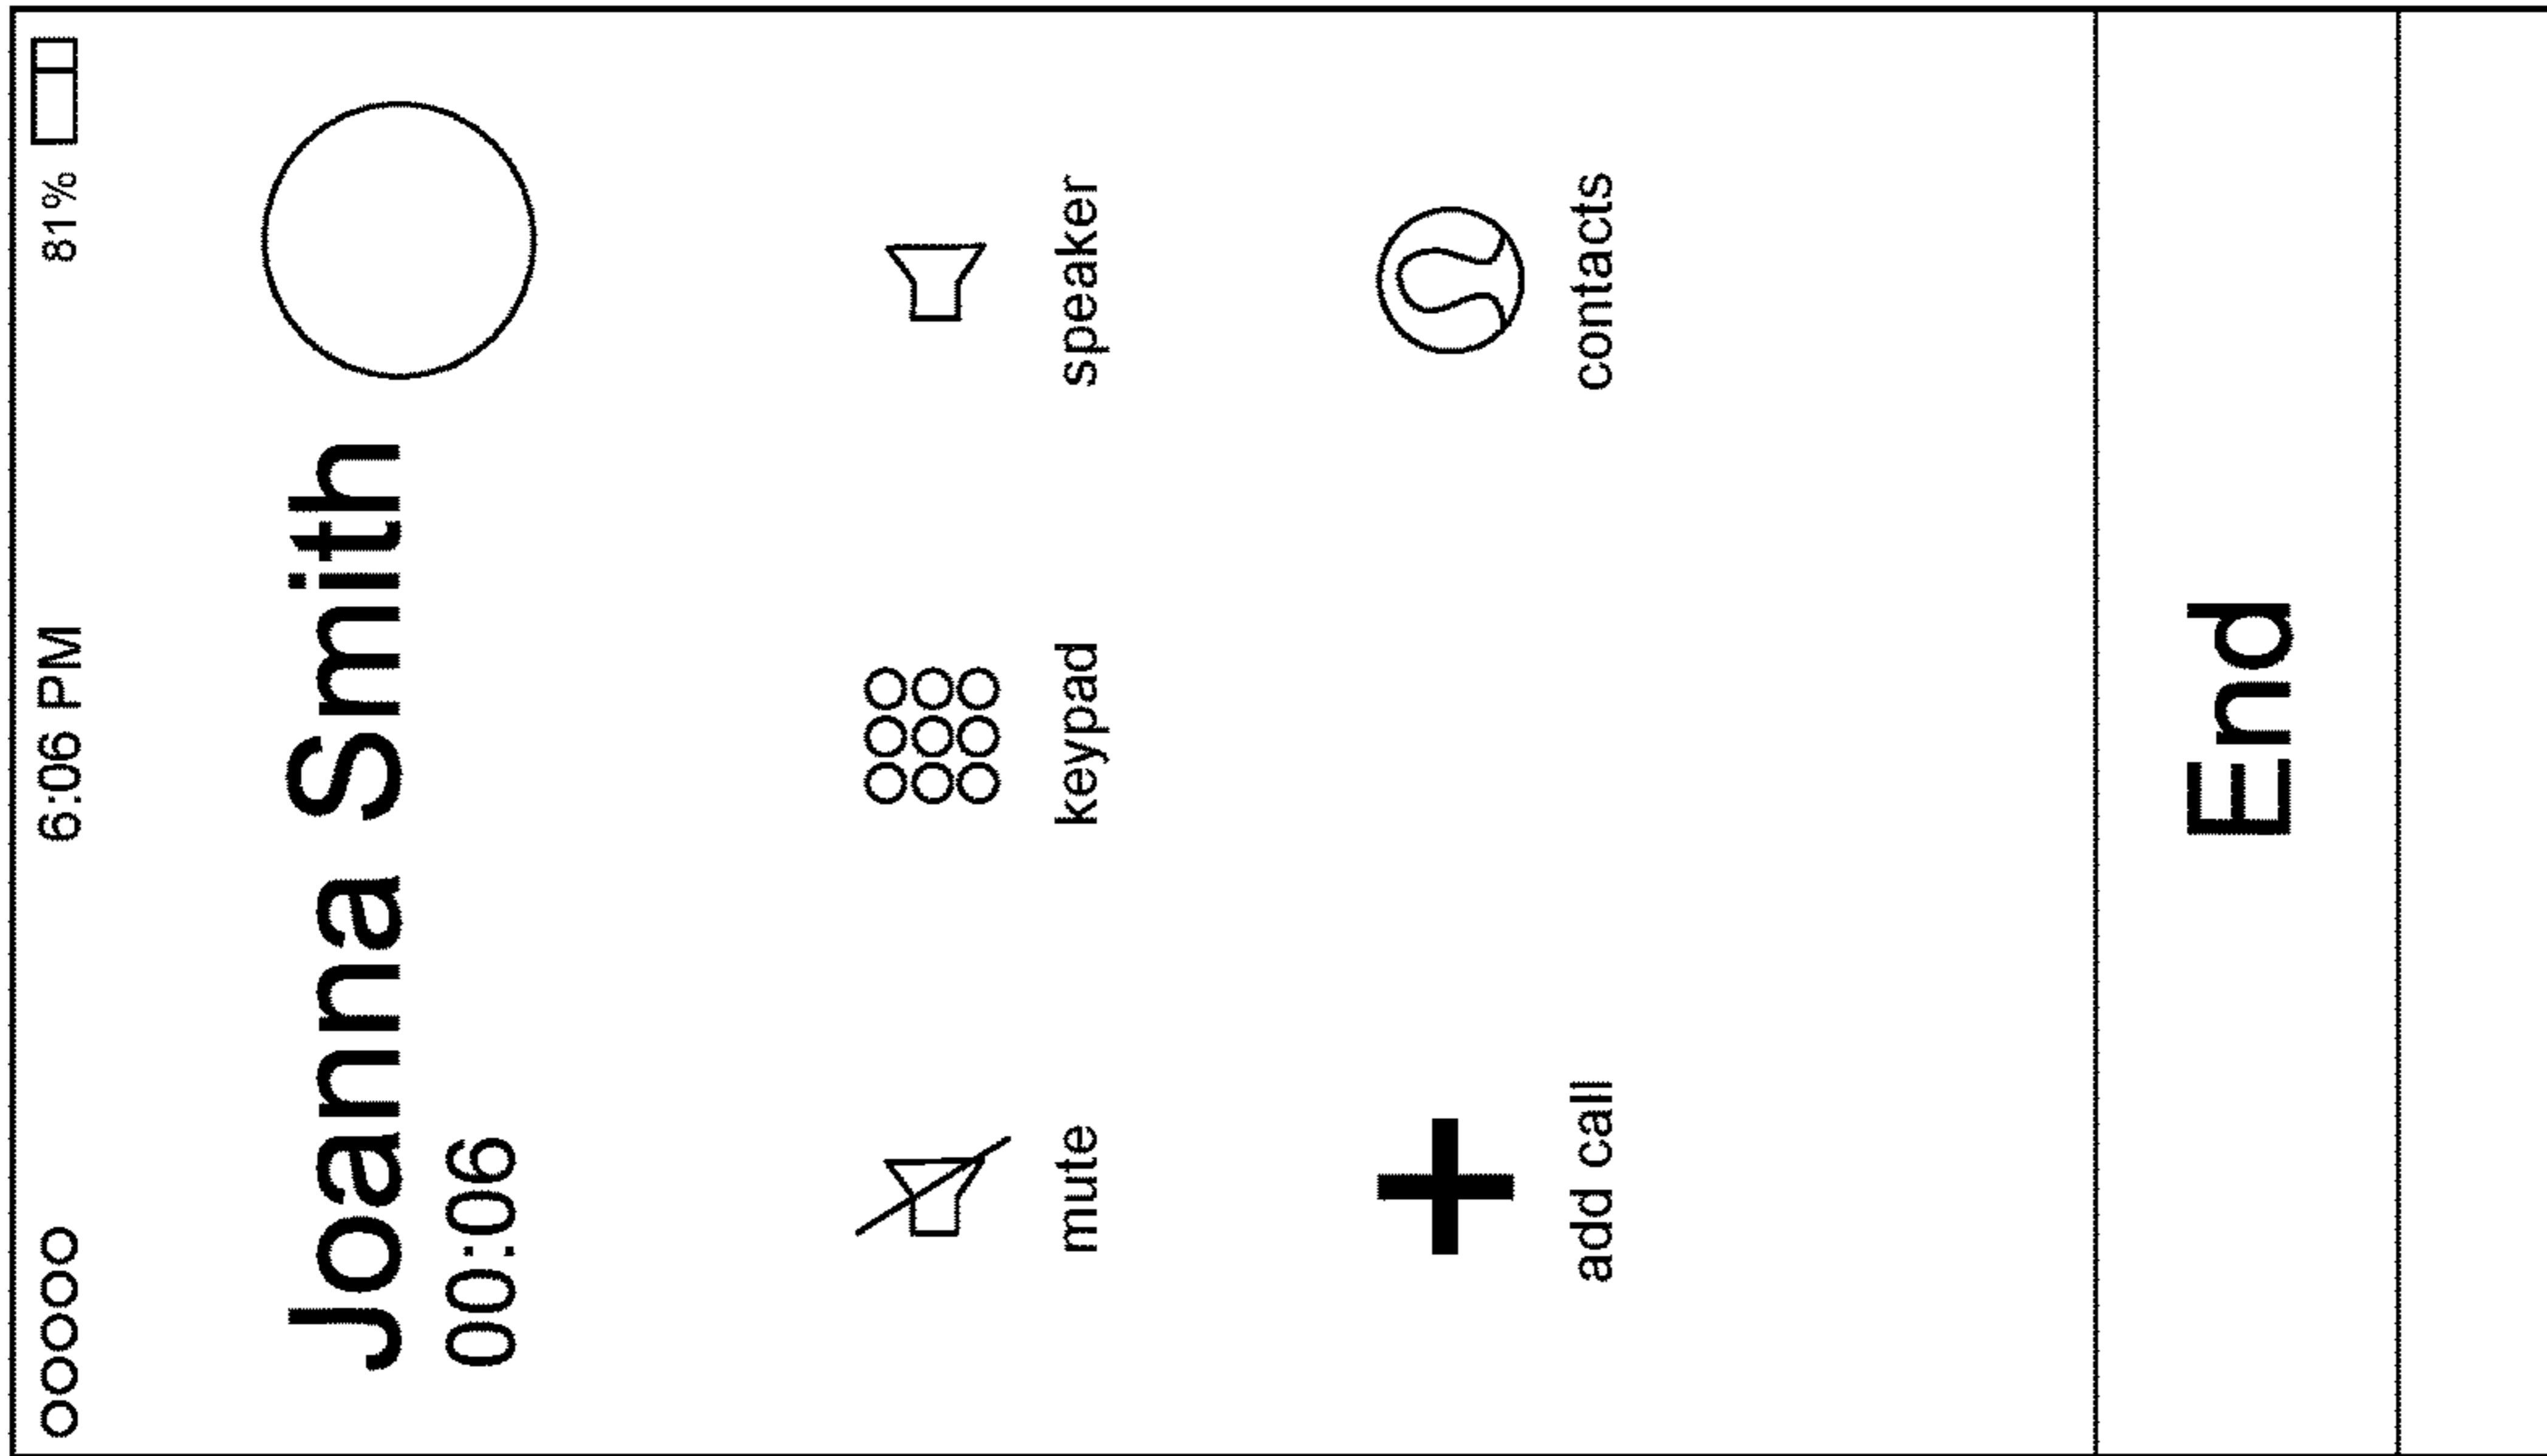 6:06 PM 81%
Joanna Smith
00:06
mute keypad speaker
add call contacts
End